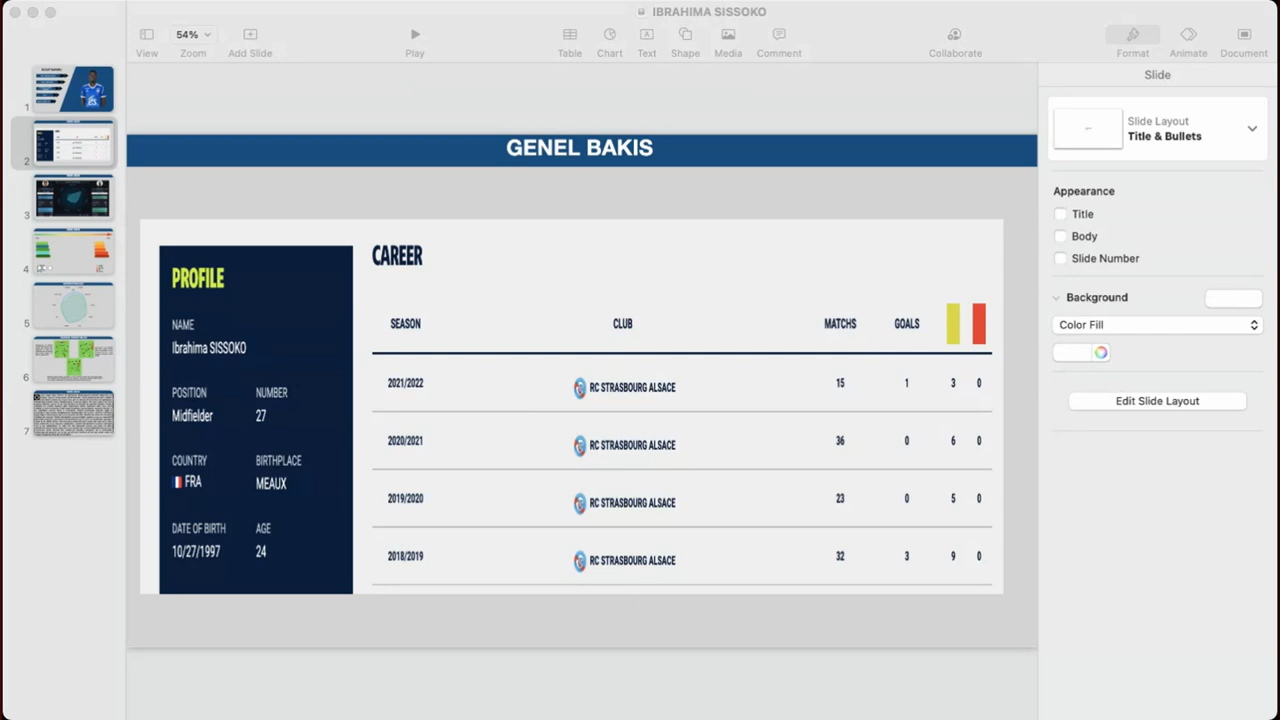 IBRAHIMA SISSOKO
54%
View
Zoom
Add Slide
Play
Table
Chart
Text
Shape
Media
Comment
Collaborate
Format
Animate
Document
1
2
3
4
5
6
7
GENEL BAKIS
PROFILE
NAME
Ibrahima SISSOKO
POSITION NUMBER
Midfielder 27
COUNTRY BIRTHPLACE
FRA MEAUX
DATE OF BIRTH AGE
10/27/1997 24
CAREER
SEASON CLUB MATCHS GOALS
2021/2022 RC STRASBOURG ALSACE 15 1 3 0
2020/2021 RC STRASBOURG ALSACE 36 0 6 0
2019/2020 RC STRASBOURG ALSACE 23 0 5 0
2018/2019 RC STRASBOURG ALSACE 32 3 9 0
Slide
Slide Layout
Title & Bullets
Appearance
Title
Body
Slide Number
Background
Color Fill
Edit Slide Layout